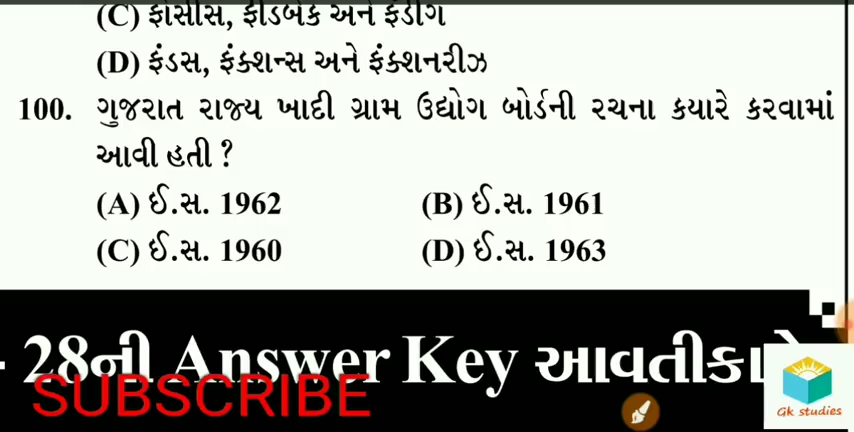 (C) ફોર્સીસ, ફીડબેક અને ફંડીંગ
(D) ફંડસ, ફંક્શન્સ અને ફંક્શનરીઝ
100. ગુજરાત રાજ્ય ખાદી ગ્રામ ઉદ્યોગ બોર્ડની રચના કયારે કરવામાં
આવી હતી ?
(A) ઈ.સ. 1962 (B) ઈ.સ. 1961
(C) ઈ.સ. 1960 (D) ઈ.સ. 1963
- 28ની Answer Key આવતીકાલે
SUBSCRIBE
Gk studies